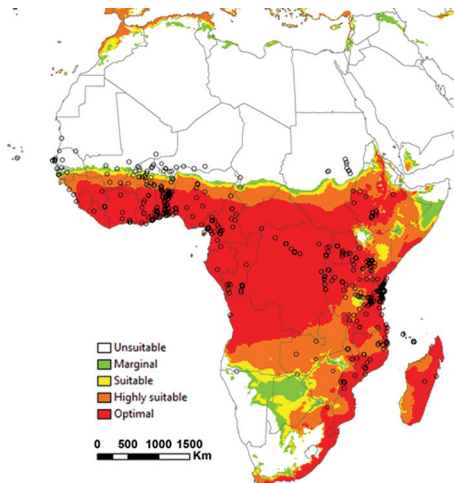 Unsuitable
Marginal
Suitable
Highly suitable
Optimal
0 500 1000 1500
Km